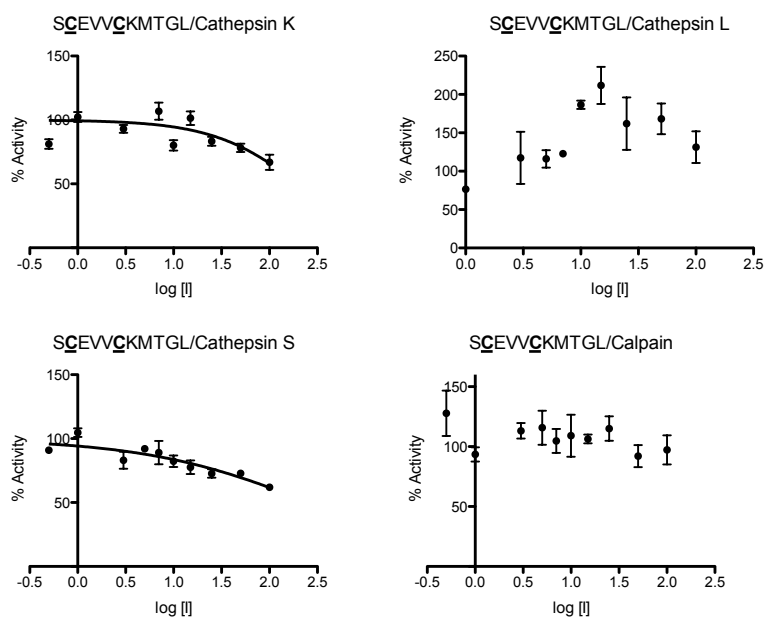 SCEVVCKMTGL/Cathepsin K
150
100
50
% Activity
-0.5 0.0 0.5 1.0 1.5 2.0 2.5
log [I]
SCEVVCKMTGL/Cathepsin L
250
200
150
100
50
0
% Activity
0.0 0.5 1.0 1.5 2.0 2.5
log [I]
SCEVVCKMTGL/Cathepsin S
150
100
50
% Activity
-0.5 0.0 0.5 1.0 1.5 2.0 2.5
log [I]
SCEVVCKMTGL/Calpain
150
100
50
% Activity
-0.5 0.0 0.5 1.0 1.5 2.0 2.5
log [I]